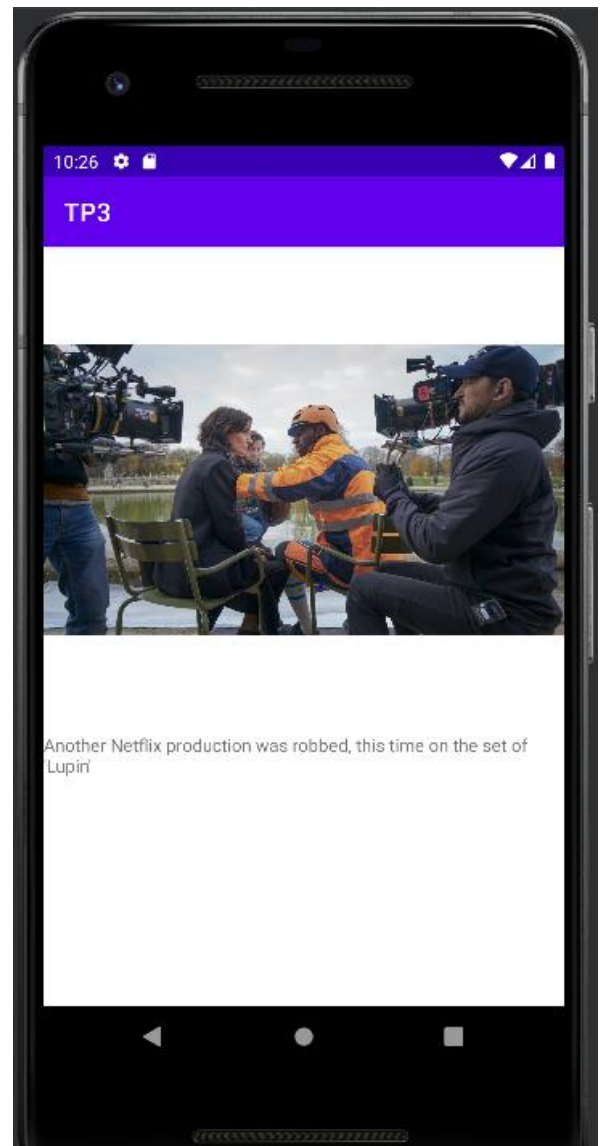 10:26
TP3
Another Netflix production was robbed, this time on the set of
'Lupin'